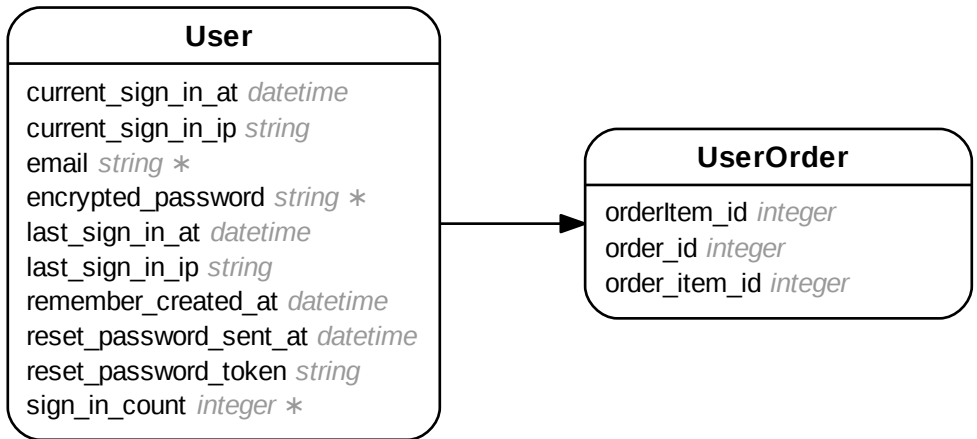 User
current_sign_in_at datetime
current_sign_in_ip string
email string ∗
encrypted_password string ∗
last_sign_in_at datetime
last_sign_in_ip string
remember_created_at datetime
reset_password_sent_at datetime
reset_password_token string
sign_in_count integer ∗
UserOrder
orderItem_id integer
order_id integer
order_item_id integer